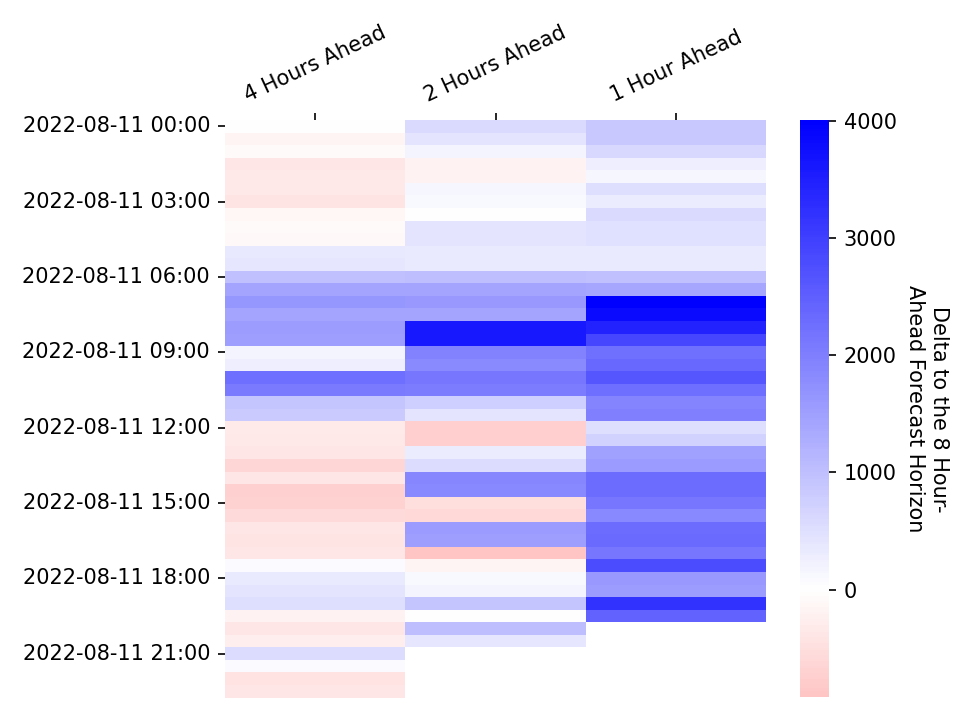 4 Hours Ahead
2 Hours Ahead
1 Hour Ahead
2022-08-11 00:00
2022-08-11 03:00
2022-08-11 06:00
2022-08-11 09:00
2022-08-11 12:00
2022-08-11 15:00
2022-08-11 18:00
2022-08-11 21:00
4000
3000
2000
1000
0
Delta to the 8 Hour-
Ahead Forecast Horizon